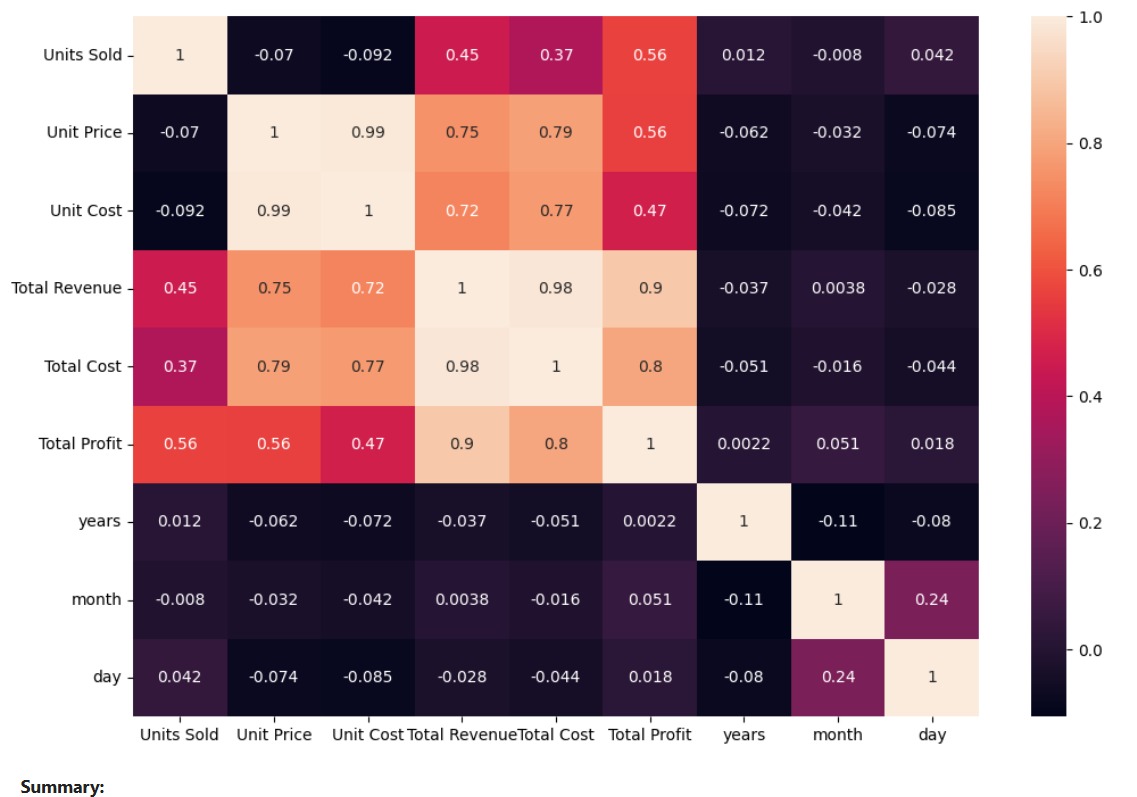 1.0
Units Sold 1 -0.07 -0.092 0.45 0.37 0.56 0.012 -0.008 0.042
Unit Price -0.07 1 0.99 0.75 0.79 0.56 -0.062 -0.032 -0.074
0.8
Unit Cost -0.092 0.99 1 0.72 0.77 0.47 -0.072 -0.042 -0.085
0.6
Total Revenue 0.45 0.75 0.72 1 0.98 0.9 -0.037 0.0038 -0.028
Total Cost 0.37 0.79 0.77 0.98 1 0.8 -0.051 -0.016 -0.044
0.4
Total Profit 0.56 0.56 0.47 0.9 0.8 1 0.0022 0.051 0.018
years 0.012 -0.062 -0.072 -0.037 -0.051 0.0022 1 -0.11 -0.08
0.2
month -0.008 -0.032 -0.042 0.0038 -0.016 0.051 -0.11 1 0.24
0.0
day 0.042 -0.074 -0.085 -0.028 -0.044 0.018 -0.08 0.24 1
Units Sold Unit Price Unit Cost Total Revenue Total Cost Total Profit years month day
Summary: